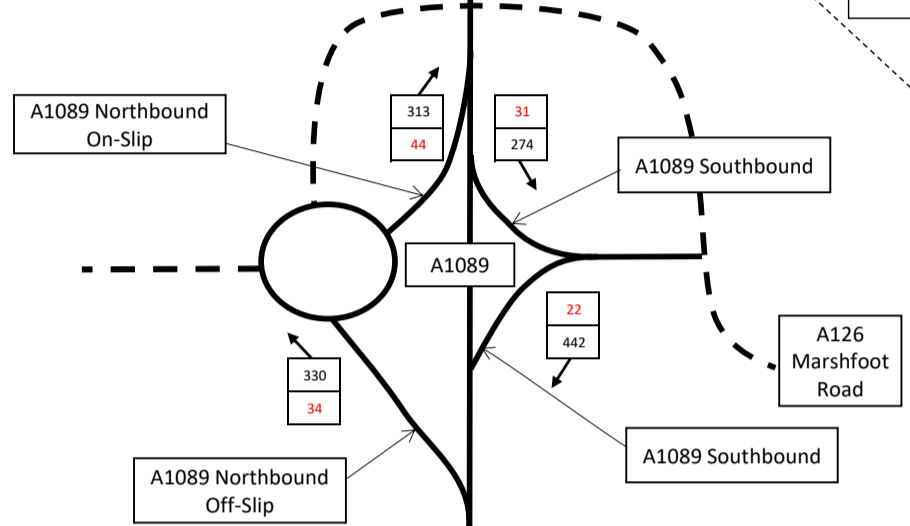 A1089 Northbound
On-Slip
313
44
31
274
A1089 Southbound
A1089
22
442
330
34
A126
Marshfoot
Road
A1089 Southbound
A1089 Northbound
Off-Slip